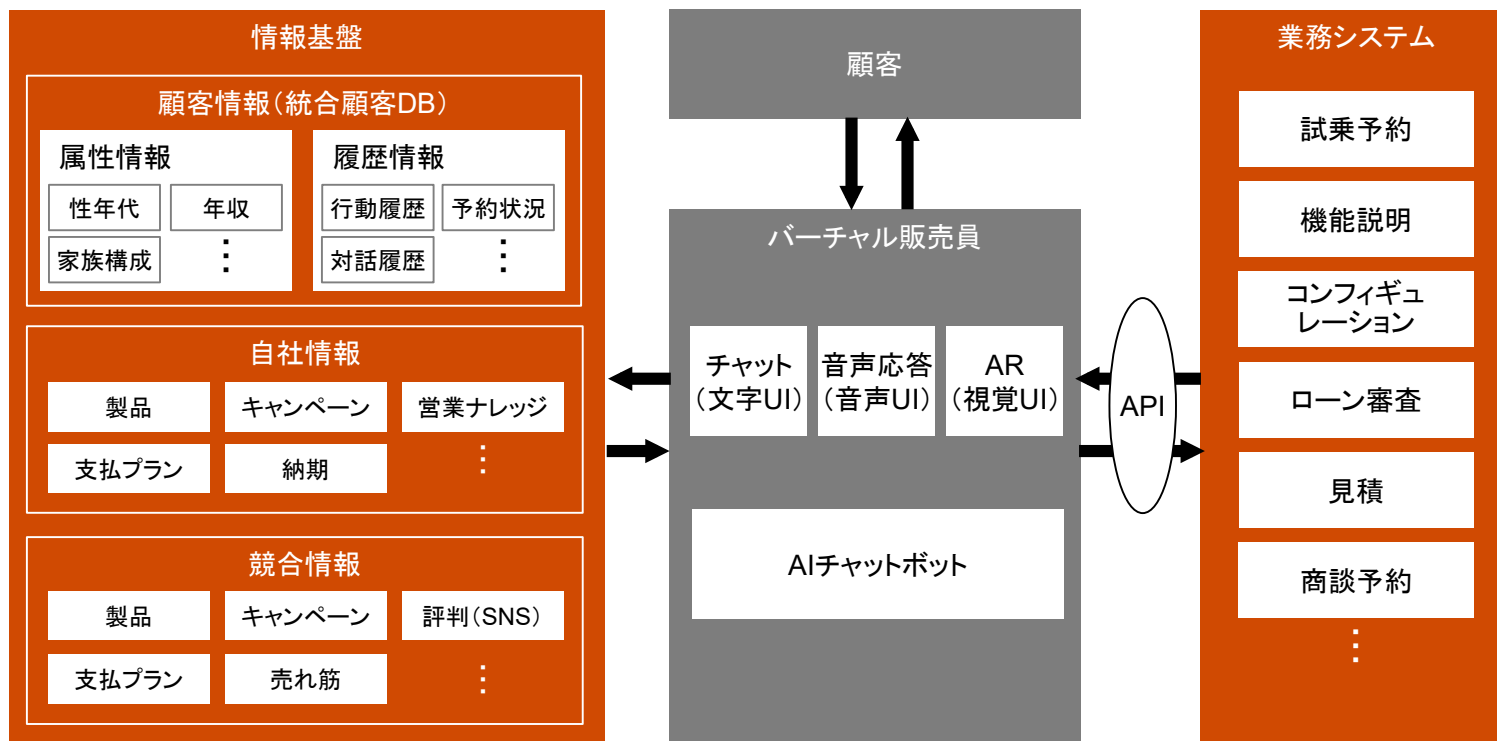 情報基盤
顧客情報（統合顧客DB）
属性情報
性年代
年収
家族構成
⋮
履歴情報
行動履歴
予約状況
対話履歴
⋮
自社情報
製品
キャンペーン
営業ナレッジ
支払プラン
納期
⋮
競合情報
製品
キャンペーン
評判（SNS）
支払プラン
売れ筋
⋮
顧客
バーチャル販売員
チャット
（文字UI）
音声応答
（音声UI）
AR
（視覚UI）
AIチャットボット
API
業務システム
試乗予約
機能説明
コンフィギュ
レーション
ローン審査
見積
商談予約
⋮